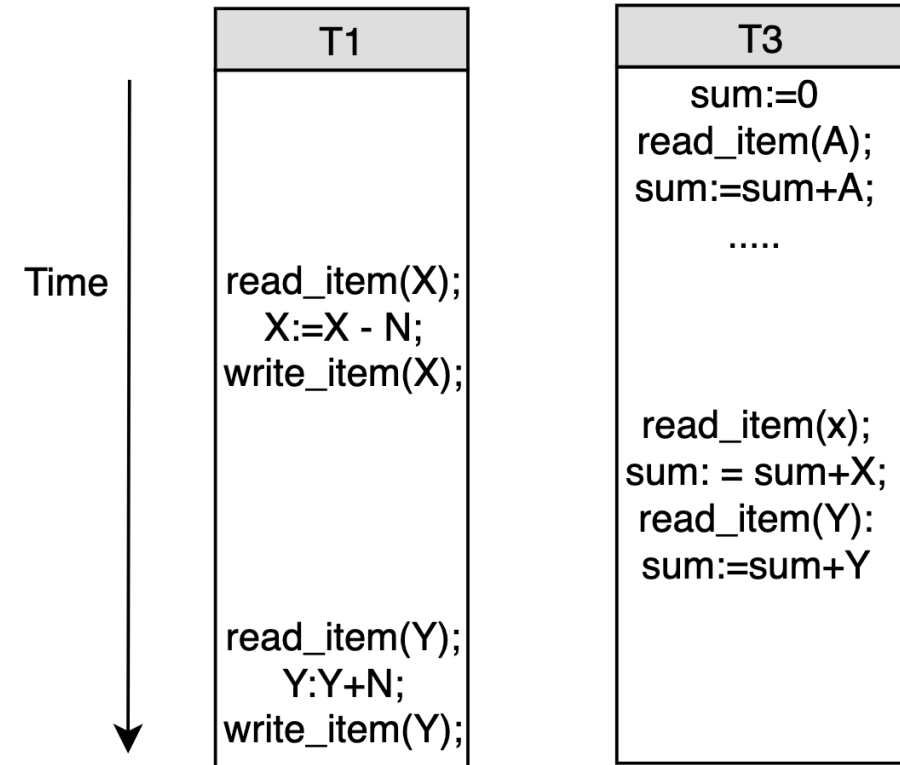 T1
T3
Time
sum:=0
read_item(A);
sum:=sum+A;
.....
read_item(X);
X:=X - N;
write_item(X);
read_item(x);
sum: = sum+X;
read_item(Y):
sum:=sum+Y
read_item(Y);
Y:Y+N;
write_item(Y);